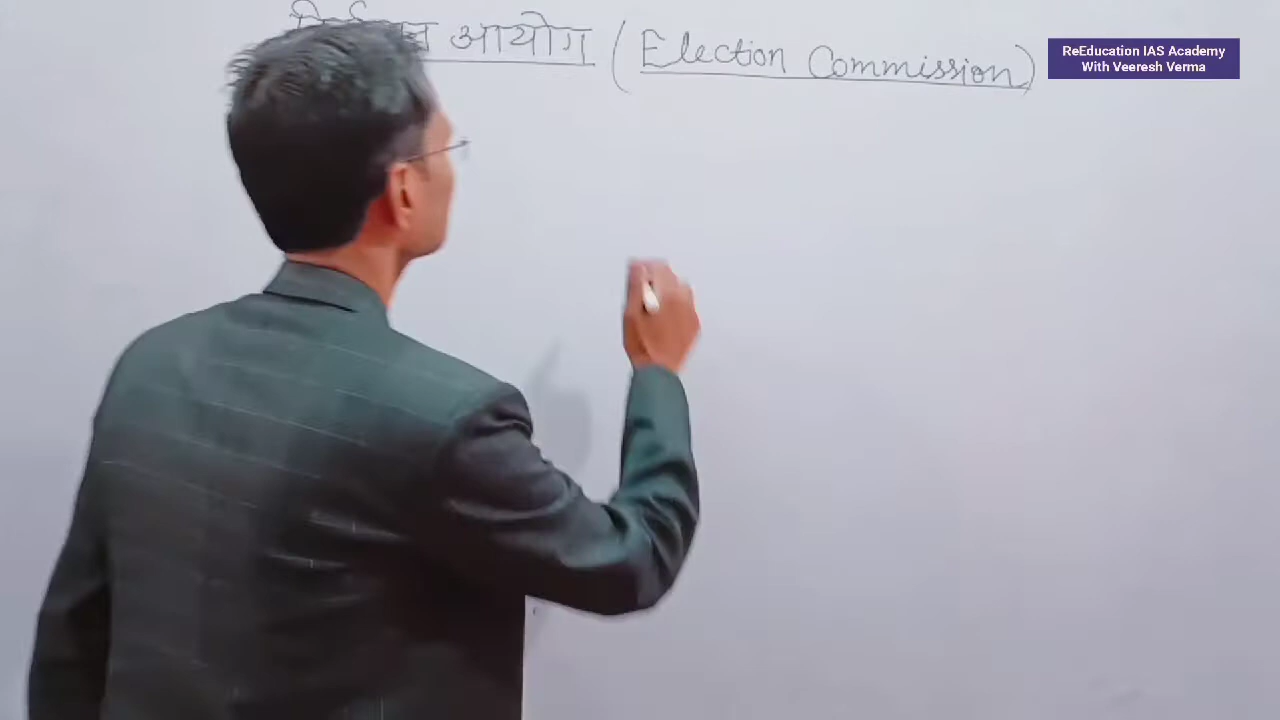 आयोग (Election Commission)
ReEducation IAS Academy
With Veeresh Verma